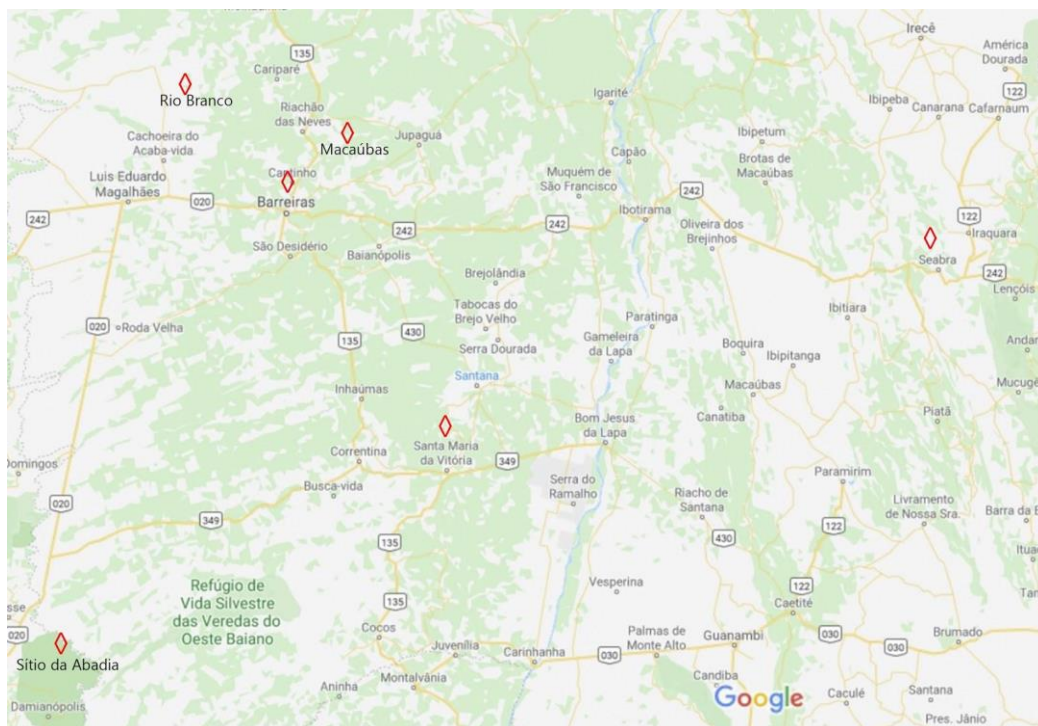 135
Irecê
América
Dourada
Cariparé
Rio Branco
Igarité
122
Ibipeba
Canarana
Cafarnaum
Riachão
das Neves
Jupaguá
Ibipetum
Macaúbas
Cachoeira do
Acaba-vida
Capão
Brotas de
Macaúbas
Luis Eduardo
Magalhães
020
Muquém de
São Francisco
242
Barreiras
242
242
242
Ibotirama
Oliveira dos
Brejinhos
122
Iraquara
São Desidério
Baianópolis
Seabra
242
Brejolândia
Lençóis
Tabocas do
Brejo Velho
Ibitiara
020
Roda Velha
430
135
Paratinga
Serra Dourada
Gameleira
da Lapa
Boquira
Ibipitanga
Andar
Santana
Inhaúmas
Macaúbas
Mucugê
Canatiba
Piatã
Bom Jesus
da Lapa
Santa Maria
da Vitória
Correntina
349
Domingos
Busca-vida
Serra do
Ramalho
Paramirim
020
Riacho de
Santana
Livramento
de Nossa Sra.
Barra da E
349
135
122
430
Refúgio de
Vida Silvestre
das Veredas do
Oeste Baiano
Vesperina
122
135
Caetité
020
Cocos
Palmas de
Monte Alto
Guanambi
030
Brumado
Sítio da Abadia
Juvenília
Carinhanha
030
Candiba
Aninha
Montalvânia
Google
Caculé
Santana
Damianópolis
Pres. Jânio